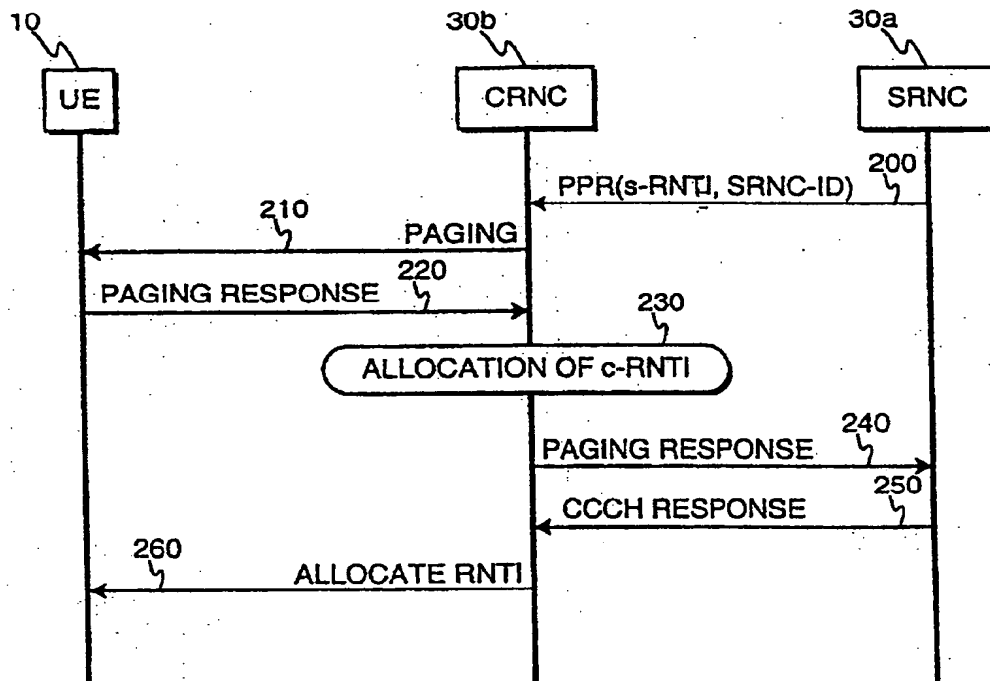 10
30b
30a
UE
CRNC
SRNC
200
PPR(s-RNTI, SRNC-ID)
210
PAGING
220
PAGING RESPONSE
230
ALLOCATION OF c-RNTI
240
PAGING RESPONSE
250
CCCH RESPONSE
260
ALLOCATE RNTI